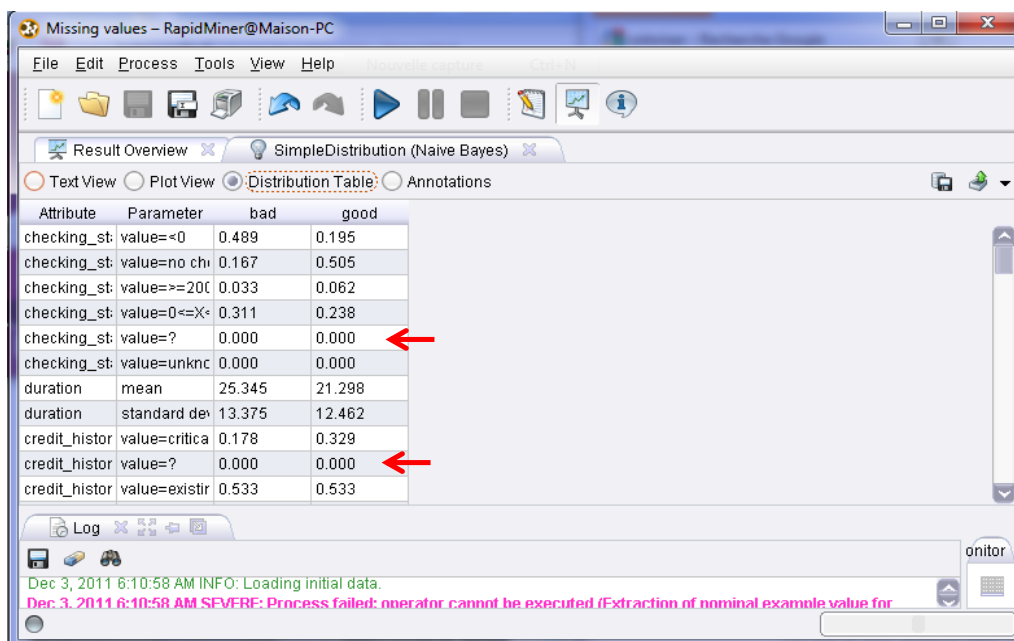 Missing values – RapidMiner@Maison-PC
File Edit Process Tools View Help
Result Overview SimpleDistribution (Naive Bayes)
Text View Plot View Distribution Table Annotations
Attribute Parameter bad good
checking_st: value=<0 0.489 0.195
checking_st: value=no ch 0.167 0.505
checking_st: value=>=20( 0.033 0.062
checking_st: value=0<=X< 0.311 0.238
checking_st: value=? 0.000 0.000
checking_st: value=unknc 0.000 0.000
duration mean 25.345 21.298
duration standard de 13.375 12.462
credit_histor value=critica 0.178 0.329
credit_histor value=? 0.000 0.000
credit_histor value=existir 0.533 0.533
Log
onitor
Dec 3, 2011 6:10:58 AM INFO: Loading initial data.
Dec 3, 2011 6:10:58 AM SEVERE: Process failed: operator cannot be executed (Extraction of nominal example value for